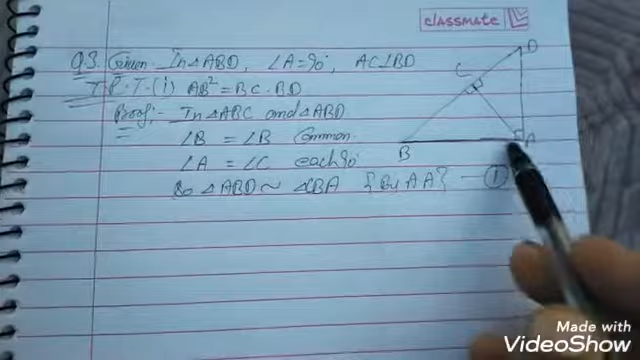 classmate
Q3. Given In △ABD, ∠A=90°, AC⊥BD
T.P.T. (i) AB² = BC·BD
Proof:- In △ABC and △ABD
∠B = ∠B Common
∠A = ∠C each 90°
So △ABD ~ △CBA {By AA} — ①
D
C
B
A
Made with
VideoShow